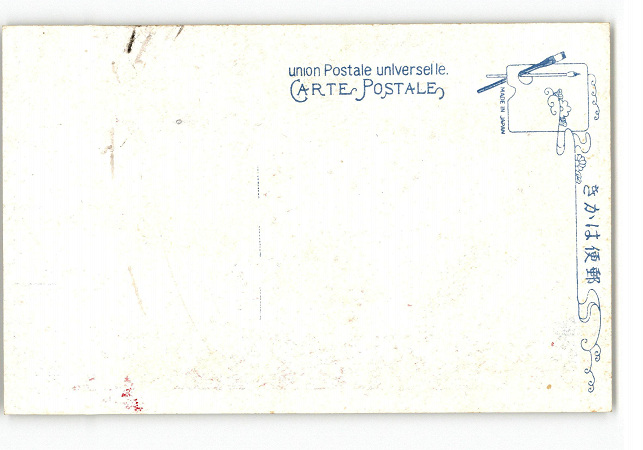 union Postale universelle.
CARTE POSTALE
MADE IN JAPAN
きかは便郵